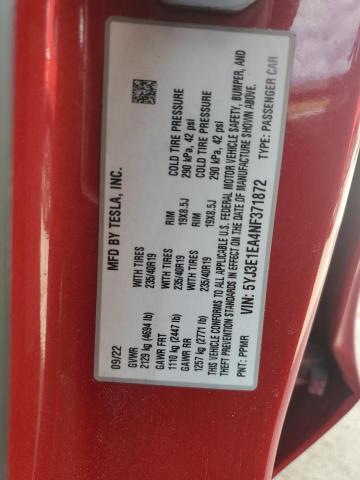 MFD BY TESLA, INC.
09/22
GVWR
2129 kg (4694 lb)
GAWR FRT WITH TIRES RIM COLD TIRE PRESSURE
1110 kg (2447 lb) 235/40R19 19X8.5J 290 kPa, 42 psi
GAWR RR WITH TIRES RIM COLD TIRE PRESSURE
1257 kg (2771 lb) 235/40R19 19X8.5J 290 kPa, 42 psi
THIS VEHICLE CONFORMS TO ALL APPLICABLE U.S. FEDERAL MOTOR VEHICLE SAFETY, BUMPER, AND
THEFT PREVENTION STANDARDS IN EFFECT ON THE DATE OF MANUFACTURE SHOWN ABOVE.
VIN: 5YJ3E1EA4NF371872
PNT: PPMR TYPE: PASSENGER CAR